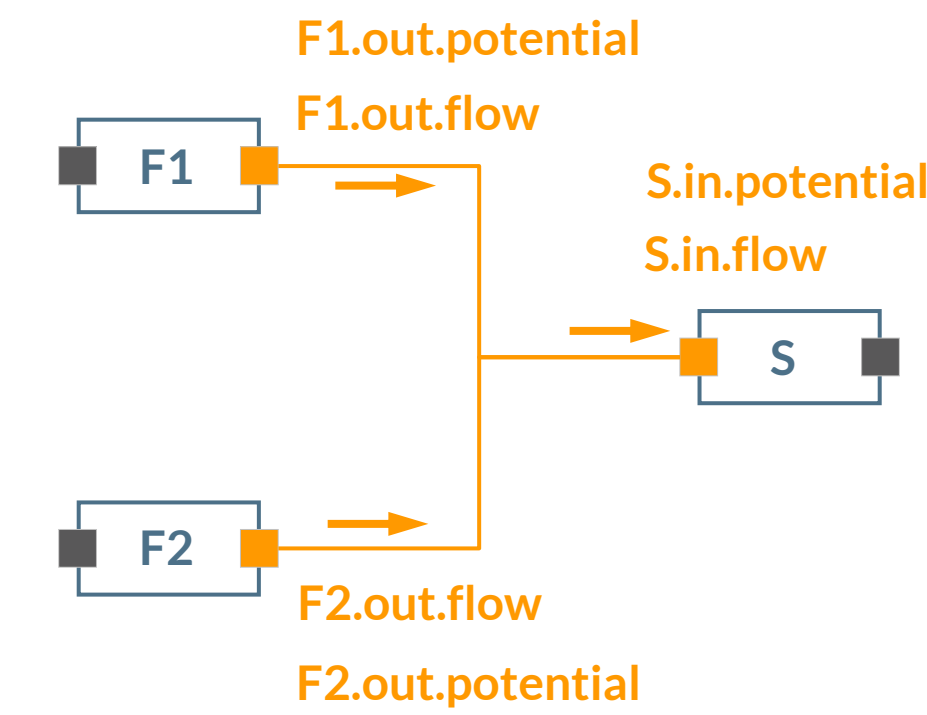 F1.out.potential
F1.out.flow
F1
S.in.potential
S.in.flow
S
F2
F2.out.flow
F2.out.potential